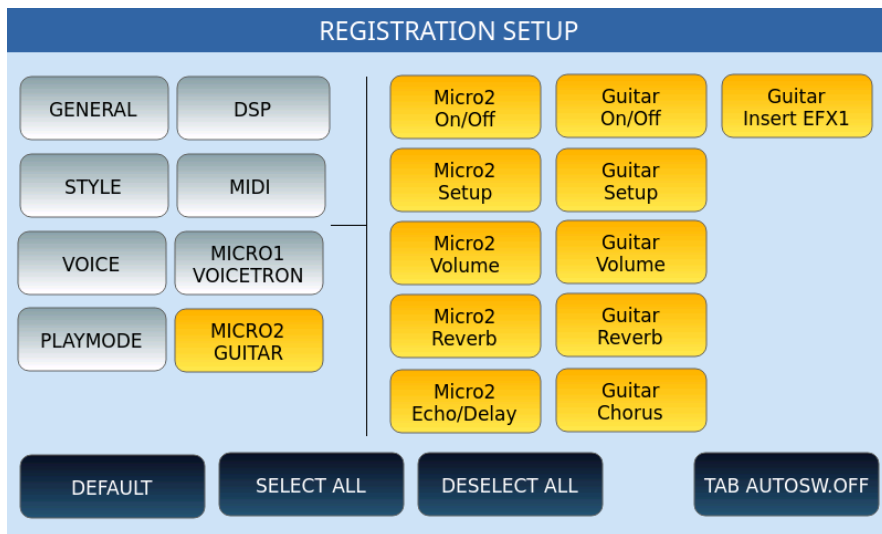 REGISTRATION SETUP
GENERAL
DSP
STYLE
MIDI
VOICE
MICRO1
VOICETRON
PLAYMODE
MICRO2
GUITAR
Micro2
On/Off
Guitar
On/Off
Guitar
Insert EFX1
Micro2
Setup
Guitar
Setup
Micro2
Volume
Guitar
Volume
Micro2
Reverb
Guitar
Reverb
Micro2
Echo/Delay
Guitar
Chorus
DEFAULT
SELECT ALL
DESELECT ALL
TAB AUTOSW.OFF